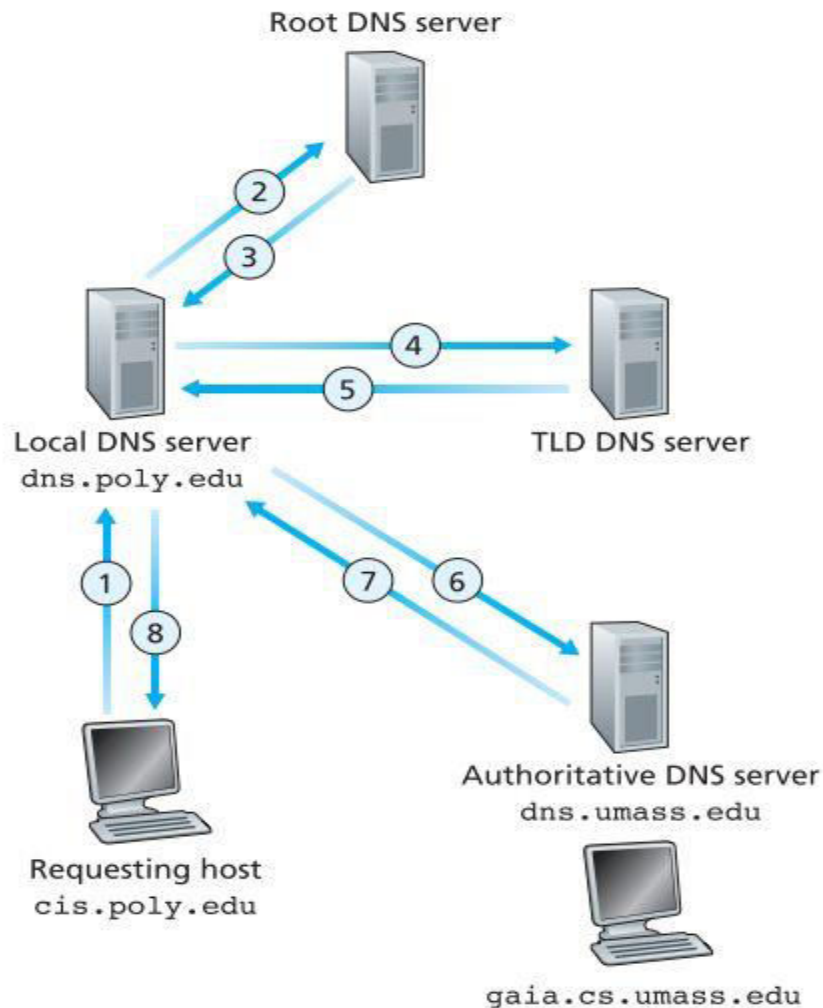 Root DNS server
2
3
4
5
Local DNS server
dns.poly.edu
TLD DNS server
1
8
7
6
Authoritative DNS server
dns.umass.edu
Requesting host
cis.poly.edu
gaia.cs.umass.edu